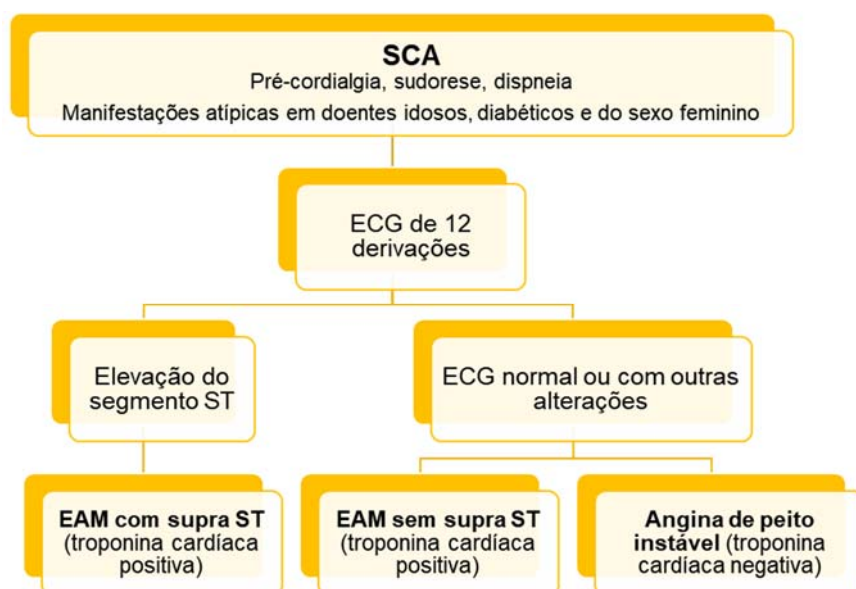 SCA
Pré-cordialgia, sudorese, dispneia
Manifestações atípicas em doentes idosos, diabéticos e do sexo feminino
ECG de 12
derivações
Elevação do
segmento ST
ECG normal ou com outras
alterações
EAM com supra ST
(troponina cardíaca
positiva)
EAM sem supra ST
(troponina cardíaca
positiva)
Angina de peito
instável (troponina
cardíaca negativa)